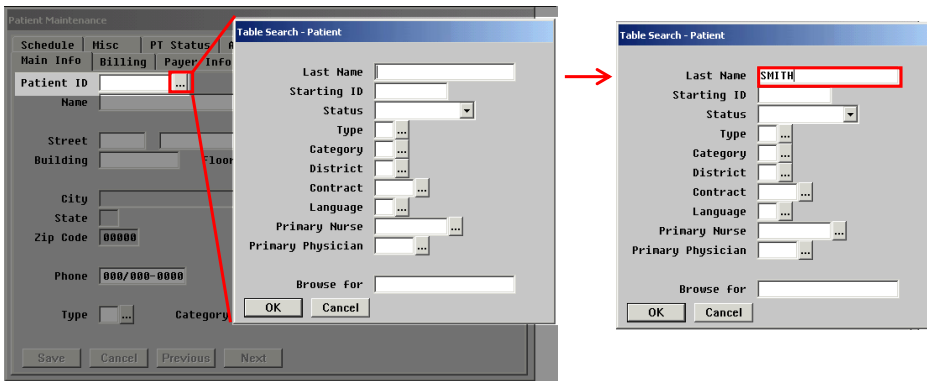 Patient Maintenance
Schedule Misc PT Status A
Main Info Billing Payer Info
Patient ID ...
Name
Street
Building Floor
City
State
Zip Code 00000
Phone 000/000-0000
Type ... Category
Save Cancel Previous Next
Table Search - Patient
Last Name
Starting ID
Status
Type ...
Category ...
District ...
Contract ...
Language ...
Primary Nurse ...
Primary Physician ...
Browse for
OK Cancel
Table Search - Patient
Last Name SMITH
Starting ID
Status
Type ...
Category ...
District ...
Contract ...
Language ...
Primary Nurse ...
Primary Physician ...
Browse for
OK Cancel